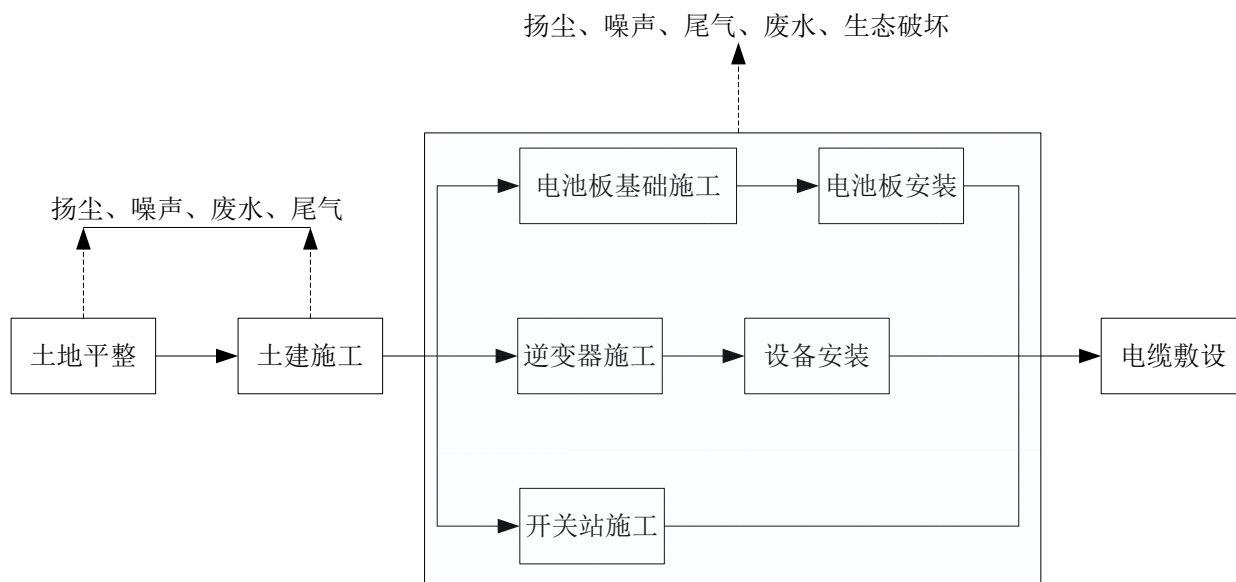 扬尘、噪声、尾气、废水、生态破坏
电池板基础施工
电池板安装
扬尘、噪声、废水、尾气
土地平整
土建施工
逆变器施工
设备安装
电缆敷设
开关站施工